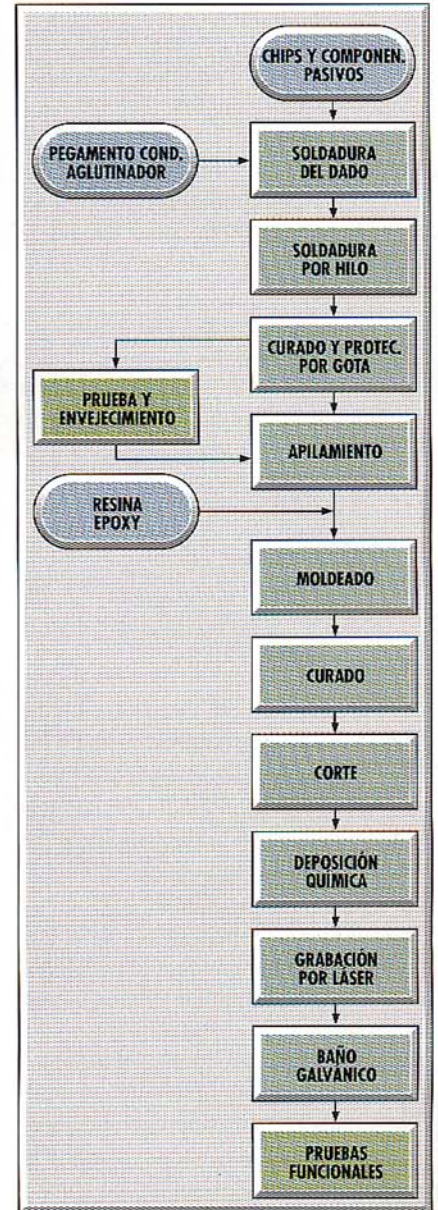 CHIPS Y COMPONEN.
PASIVOS
PEGAMENTO COND.
AGLUTINADOR
SOLDADURA
DEL DADO
SOLDADURA
POR HILO
CURADO Y PROTEC.
POR GOTA
PRUEBA Y
ENVEJECIMIENTO
APILAMIENTO
RESINA
EPOXY
MOLDEADO
CURADO
CORTE
DEPOSICIÓN
QUÍMICA
GRABACIÓN
POR LÁSER
BAÑO
GALVÁNICO
PRUEBAS
FUNCIONALES